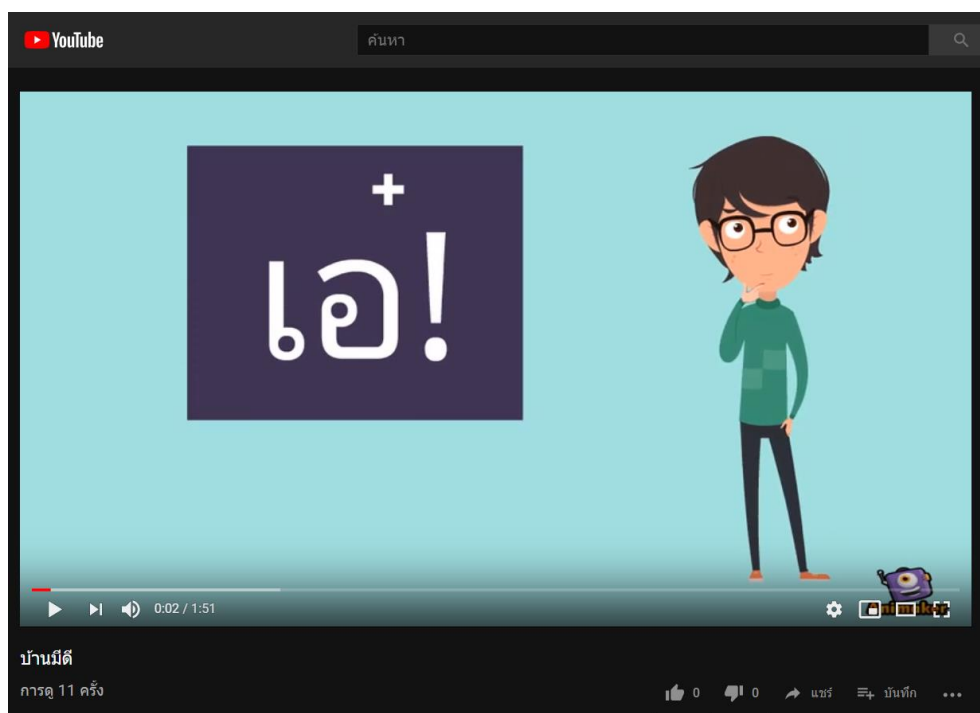 YouTube
ค้นหา
เอ๋!
0:02 / 1:51
Animaker
บ้านมีดี
การดู 11 ครั้ง
0 0 แชร์ บันทึก